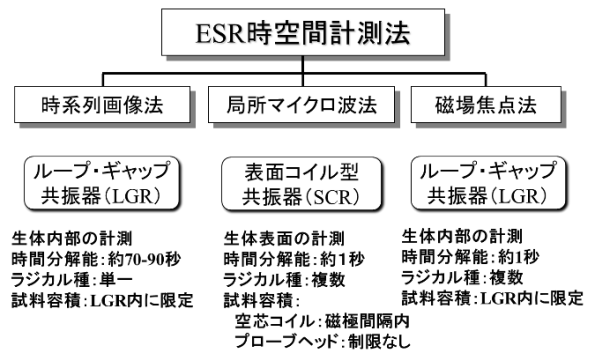 ESR時空間計測法
時系列画像法
局所マイクロ波法
磁場焦点法
ループ・ギャップ
共振器(LGR)
表面コイル型
共振器(SCR)
ループ・ギャップ
共振器(LGR)
生体内部の計測
時間分解能:約70-90秒
ラジカル種:単一
試料容積:LGR内に限定
生体表面の計測
時間分解能:約1秒
ラジカル種:複数
試料容積:
空芯コイル:磁極間隔内
プローブヘッド:制限なし
生体内部の計測
時間分解能:約1秒
ラジカル種:複数
試料容積:LGR内に限定